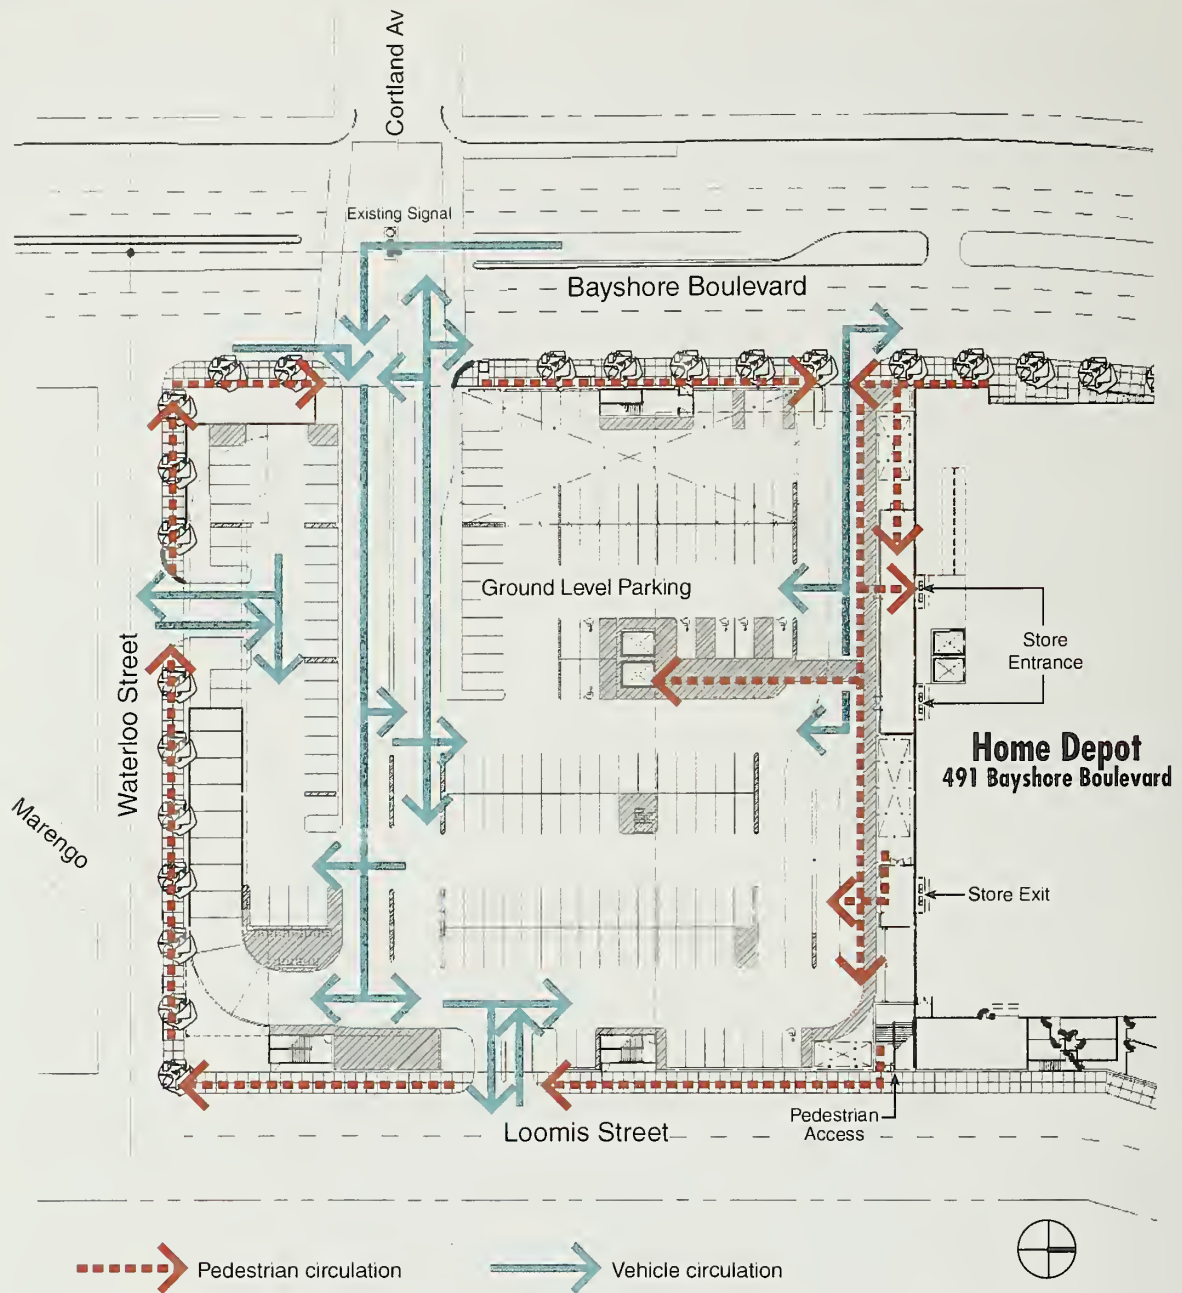 Cortland Av
Existing Signal
Bayshore Boulevard
Ground Level Parking
Store
Entrance
Waterloo Street
Home Depot
491 Bayshore Boulevard
Marengo
Store Exit
Pedestrian
Access
Loomis Street
Pedestrian circulation
Vehicle circulation